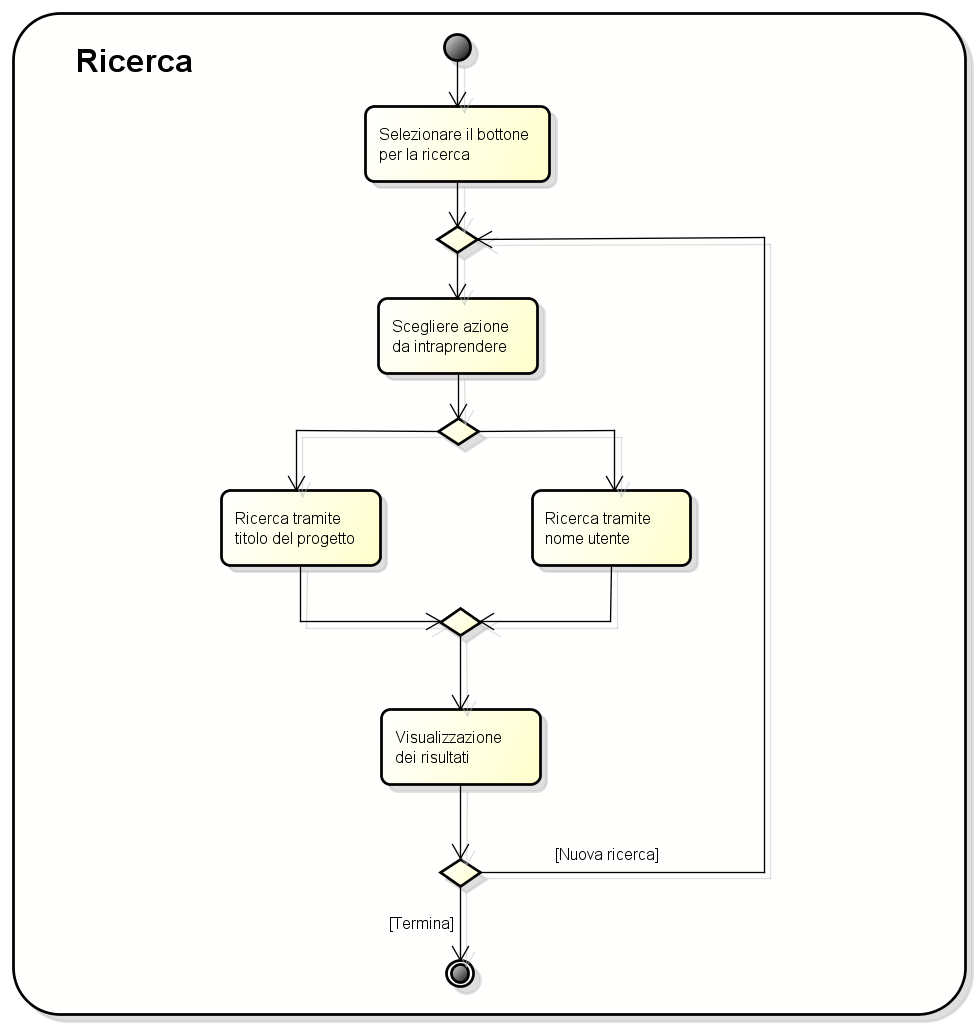 Ricerca
Selezionare il bottone
per la ricerca
Scegliere azione
da intraprendere
Ricerca tramite
titolo del progetto
Ricerca tramite
nome utente
Visualizzazione
dei risultati
[Nuova ricerca]
[Termina]